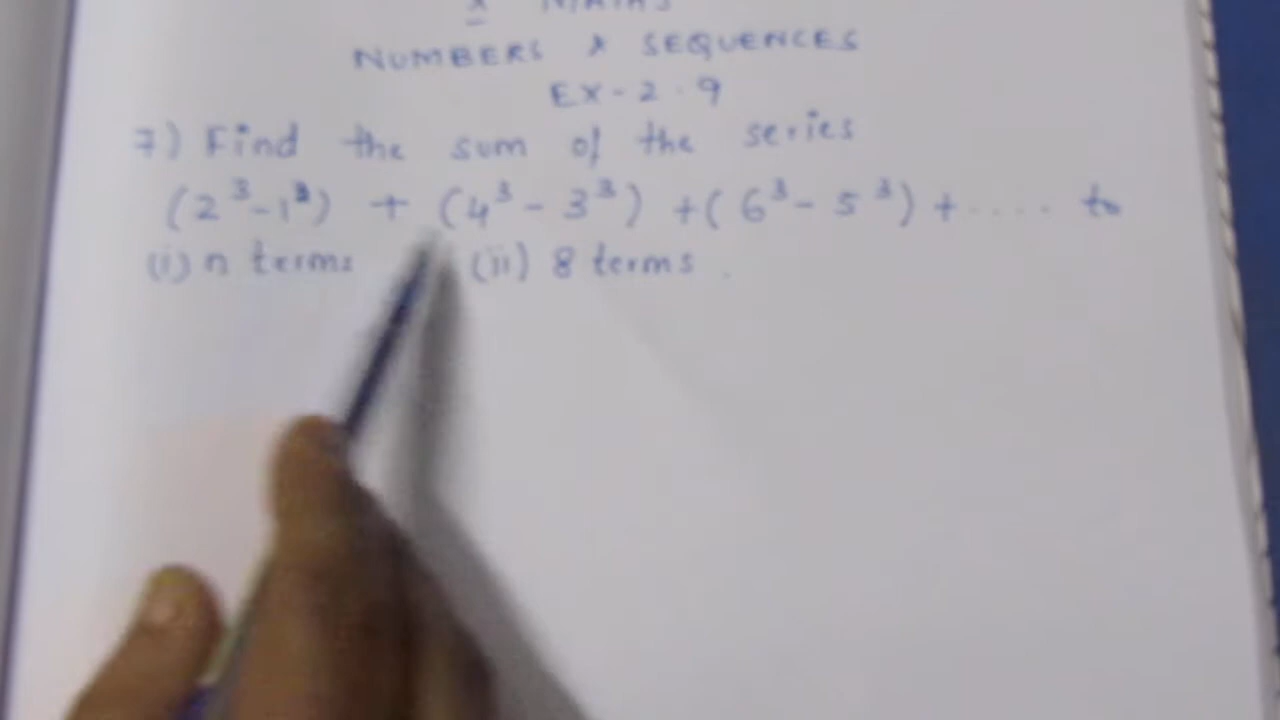 X MATHS
NUMBERS & SEQUENCES
EX-2.9
7) Find the sum of the series
(2³-1³) + (4³-3³) +(6³-5³)+.... to
(i) n terms (ii) 8 terms.